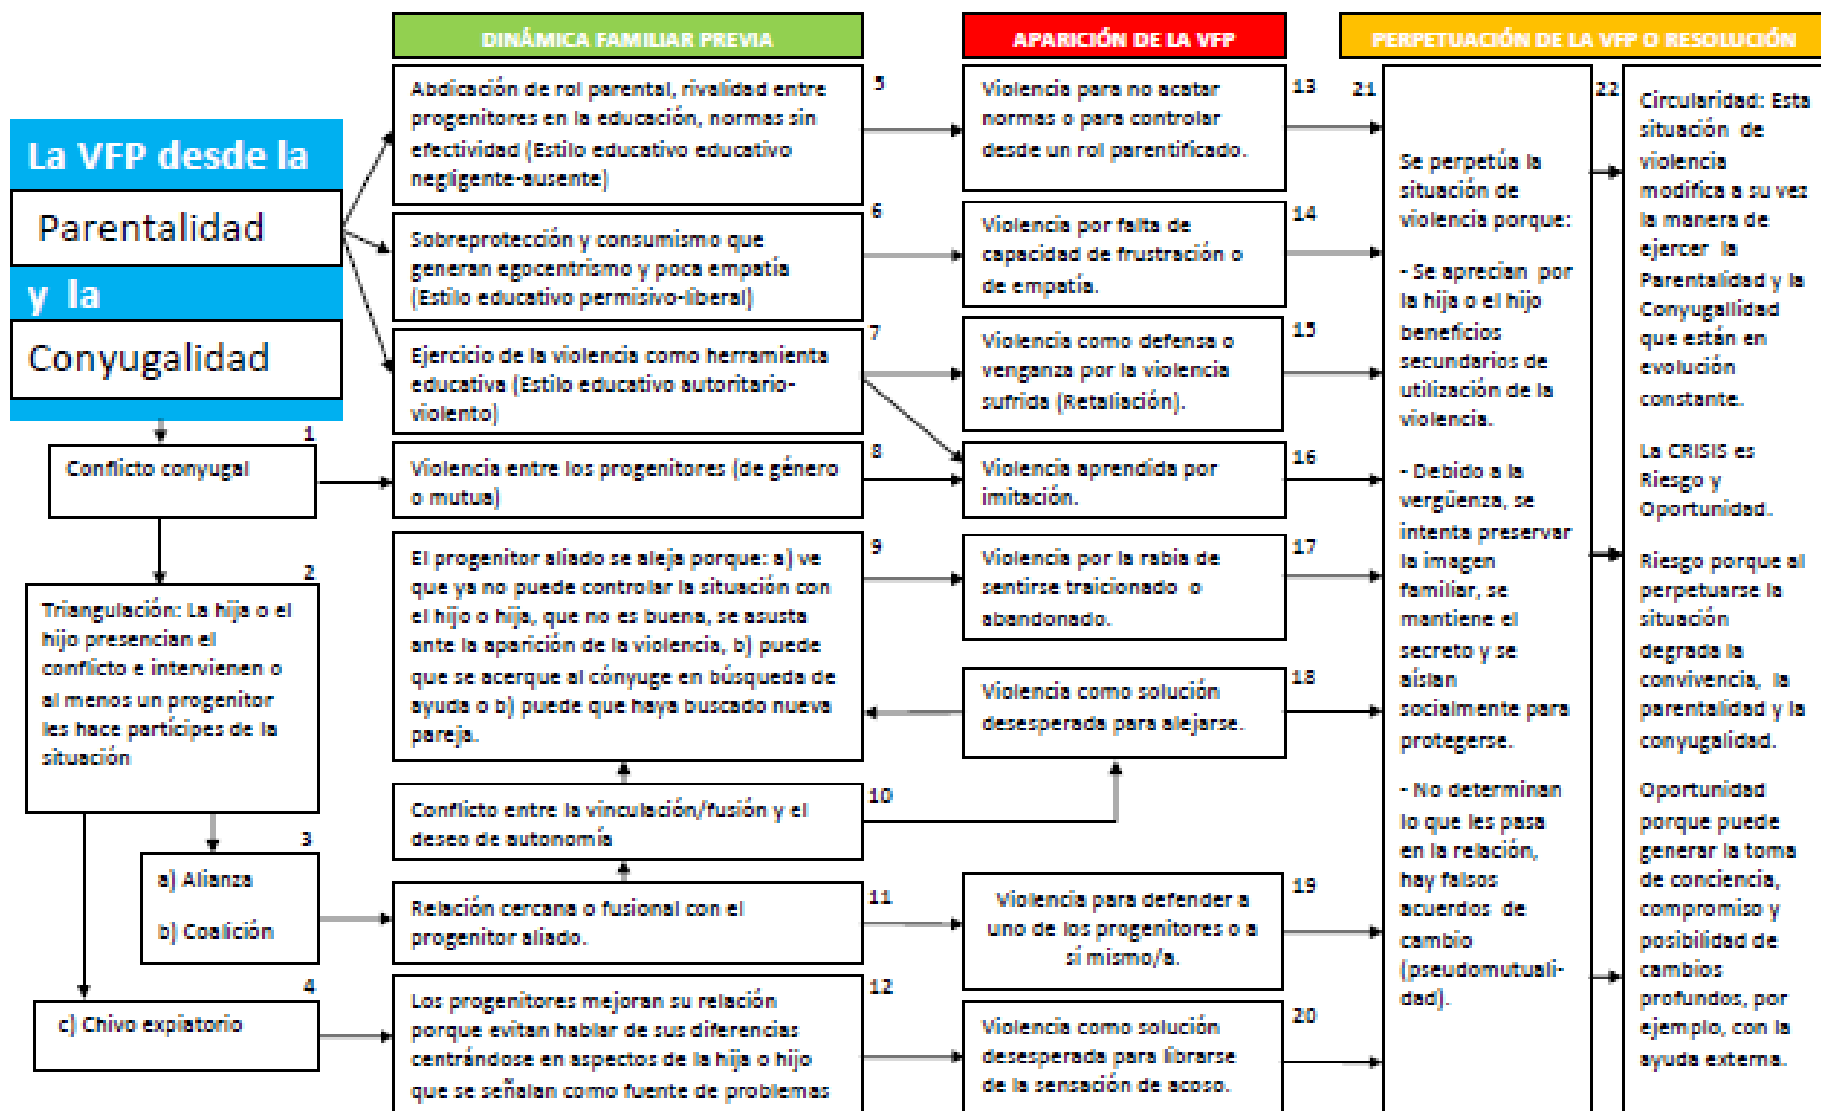 DINÁMICA FAMILIAR PREVIA
APARICIÓN DE LA VFP
PERPETUACIÓN DE LA VFP O RESOLUCIÓN
La VFP desde la
Parentalidad
y la
Conyugalidad
1
Conflicto conyugal
2
Triangulación: La hija o el
hijo presencian el
conflicto e intervienen o
al menos un progenitor
les hace partícipes de la
situación
3
a) Alianza
b) Coalición
4
c) Chivo expiatorio
5
Abdicación de rol parental, rivalidad entre
progenitores en la educación, normas sin
efectividad (Estilo educativo educativo
negligente-ausente)
6
Sobreprotección y consumismo que
generan egocentrismo y poca empatía
(Estilo educativo permisivo-liberal)
7
Ejercicio de la violencia como herramienta
educativa (Estilo educativo autoritario-
violento)
8
Violencia entre los progenitores (de género
o mutua)
9
El progenitor aliado se aleja porque: a) ve
que ya no puede controlar la situación con
el hijo o hija, que no es buena, se asusta
ante la aparición de la violencia, b) puede
que se acerque al cónyuge en búsqueda de
ayuda o b) puede que haya buscado nueva
pareja.
10
Conflicto entre la vinculación/fusión y el
deseo de autonomía
11
Relación cercana o fusional con el
progenitor aliado.
12
Los progenitores mejoran su relación
porque evitan hablar de sus diferencias
centrándose en aspectos de la hija o hijo
que se señalan como fuente de problemas
13
Violencia para no acatar
normas o para controlar
desde un rol parentificado.
14
Violencia por falta de
capacidad de frustración o
de empatía.
15
Violencia como defensa o
venganza por la violencia
sufrida (Retaliación).
16
Violencia aprendida por
imitación.
17
Violencia por la rabia de
sentirse traicionado o
abandonado.
18
Violencia como solución
desesperada para alejarse.
19
Violencia para defender a
uno de los progenitores o a
sí mismo/a.
20
Violencia como solución
desesperada para librarse
de la sensación de acoso.
21
Se perpetúa la
situación de
violencia porque:
- Se aprecian por
la hija o el hijo
beneficios
secundarios de
utilización de la
violencia.
- Debido a la
vergüenza, se
intenta preservar
la imagen
familiar, se
mantiene el
secreto y se
aíslan
socialmente para
protegerse.
- No determinan
lo que les pasa
en la relación,
hay falsos
acuerdos de
cambio
(pseudomutuali-
dad).
22
Circularidad: Esta
situación de
violencia
modifica a su vez
la manera de
ejercer la
Parentalidad y la
Conyugallidad
que están en
evolución
constante.
La CRISIS es
Riesgo y
Oportunidad.
Riesgo porque al
perpetuarse la
situación
degrada la
convivencia, la
parentalidad y la
conyugalidad.
Oportunidad
porque puede
generar la toma
de conciencia,
compromiso y
posibilidad de
cambios
profundos, por
ejemplo, con la
ayuda externa.